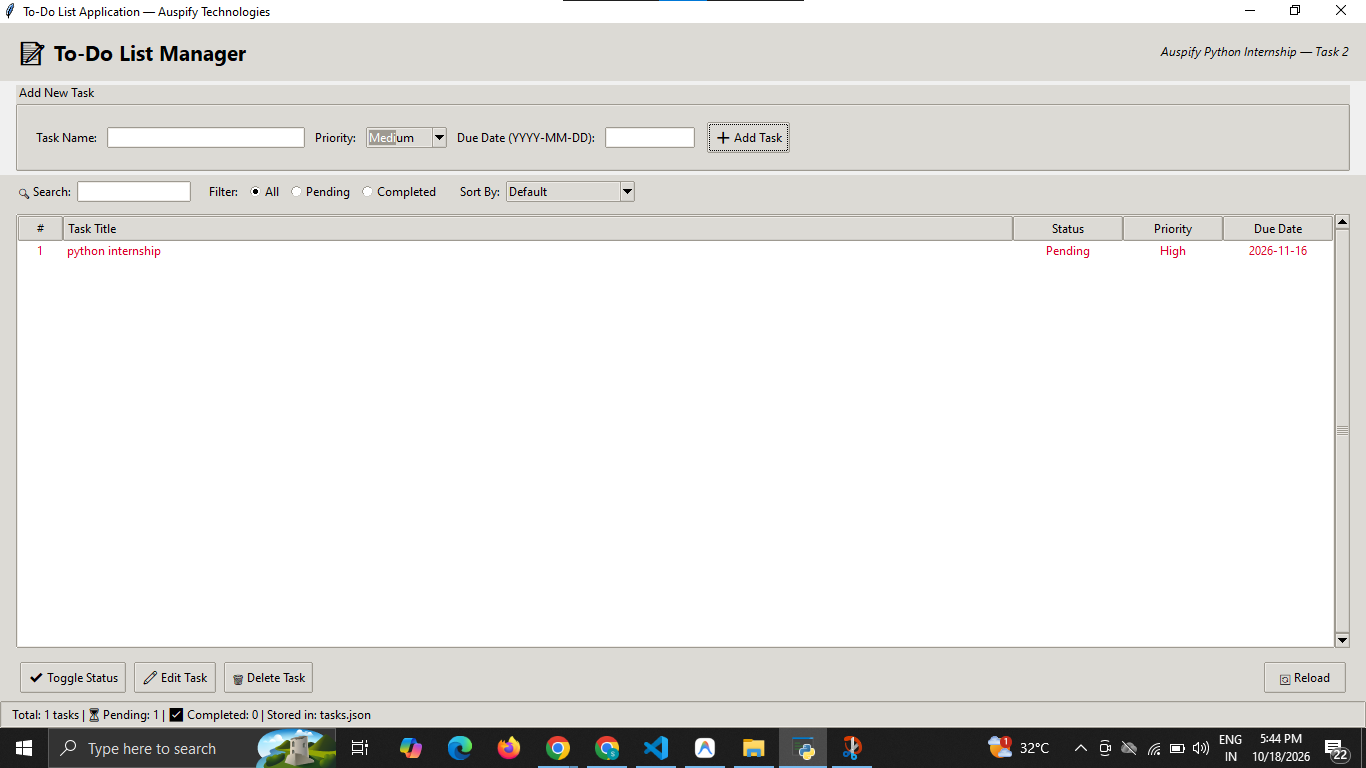 To-Do List Application — Auspify Technologies
To-Do List Manager
Auspify Python Internship — Task 2
Add New Task
Task Name: Priority: Medium Due Date (YYYY-MM-DD): Add Task
Search: Filter: All Pending Completed Sort By: Default
# Task Title Status Priority Due Date
1 python internship Pending High 2026-11-16
Toggle Status Edit Task Delete Task Reload
Total: 1 tasks | Pending: 1 | Completed: 0 | Stored in: tasks.json
Type here to search 1 32°C ENG 5:44 PM
IN 10/18/2026 22